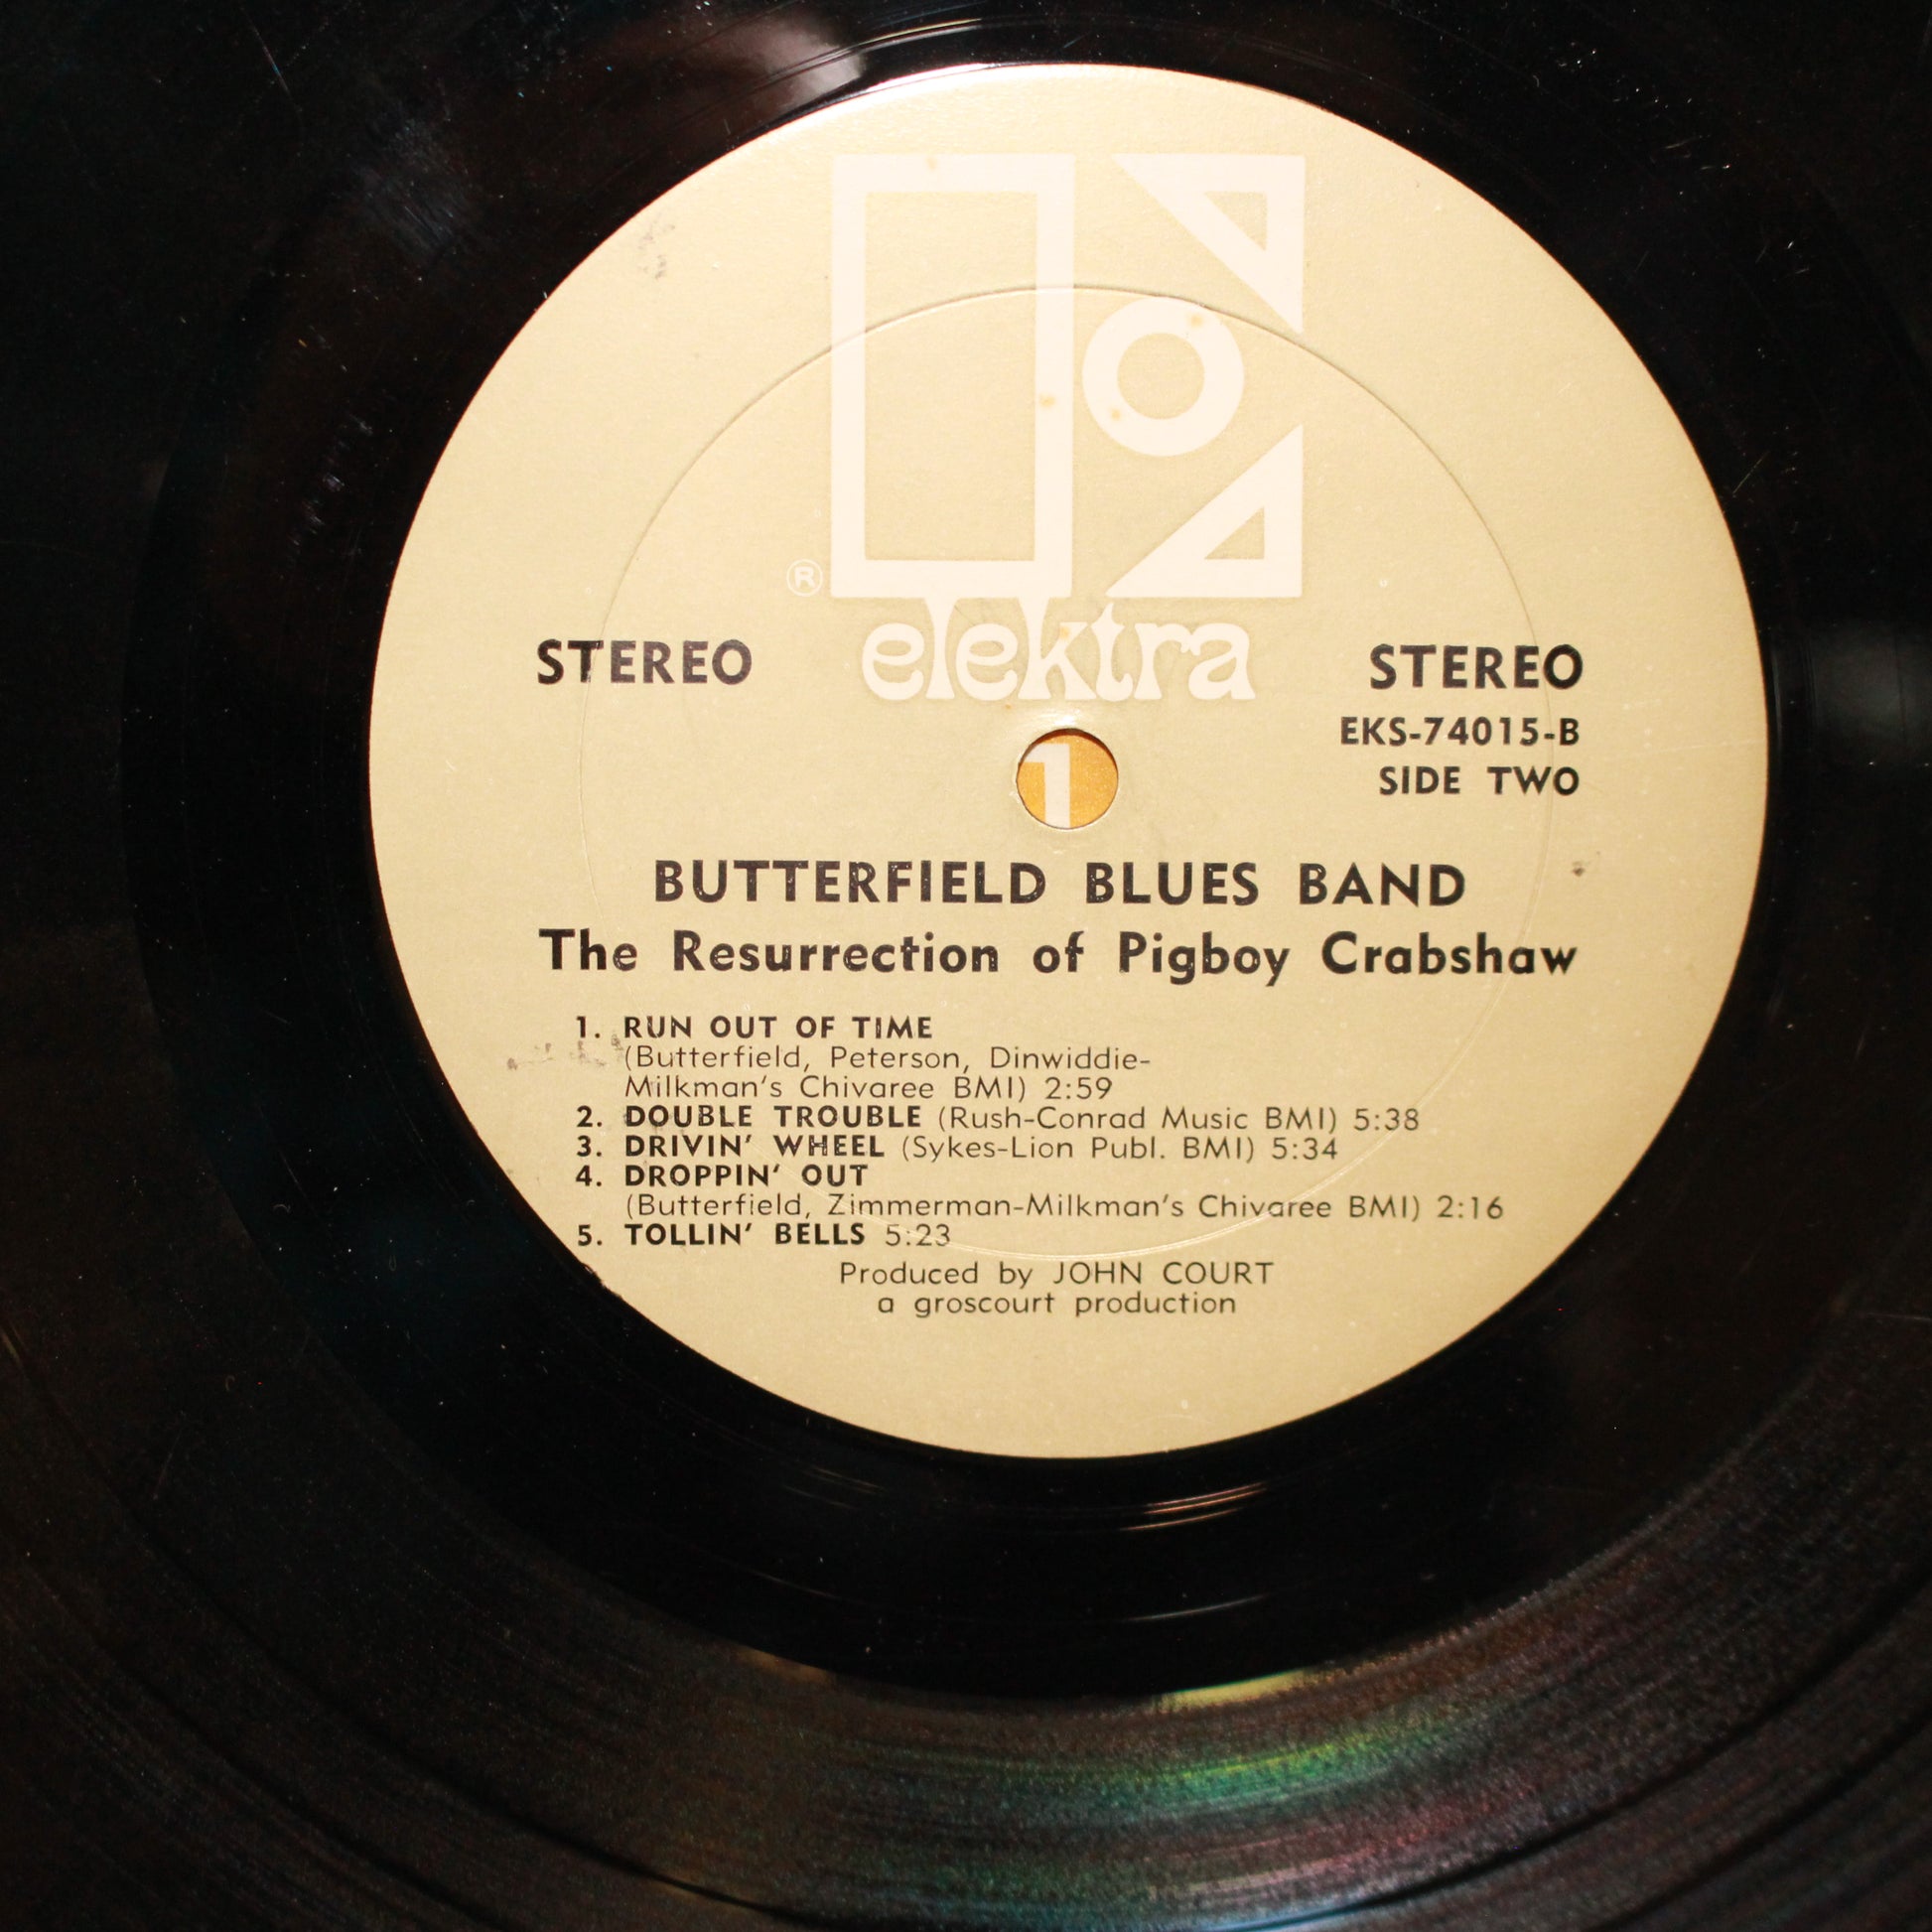 ®
elektra
STEREO
STEREO
EKS-74015-B
SIDE TWO
1
BUTTERFIELD BLUES BAND
The Resurrection of Pigboy Crabshaw
1. RUN OUT OF TIME
(Butterfield, Peterson, Dinwiddie-
Milkman's Chivaree BMI) 2:59
2. DOUBLE TROUBLE (Rush-Conrad Music BMI) 5:38
3. DRIVIN' WHEEL (Sykes-Lion Publ. BMI) 5:34
4. DROPPIN' OUT
(Butterfield, Zimmerman-Milkman's Chivaree BMI) 2:16
5. TOLLIN' BELLS 5:23
Produced by JOHN COURT
a groscourt production